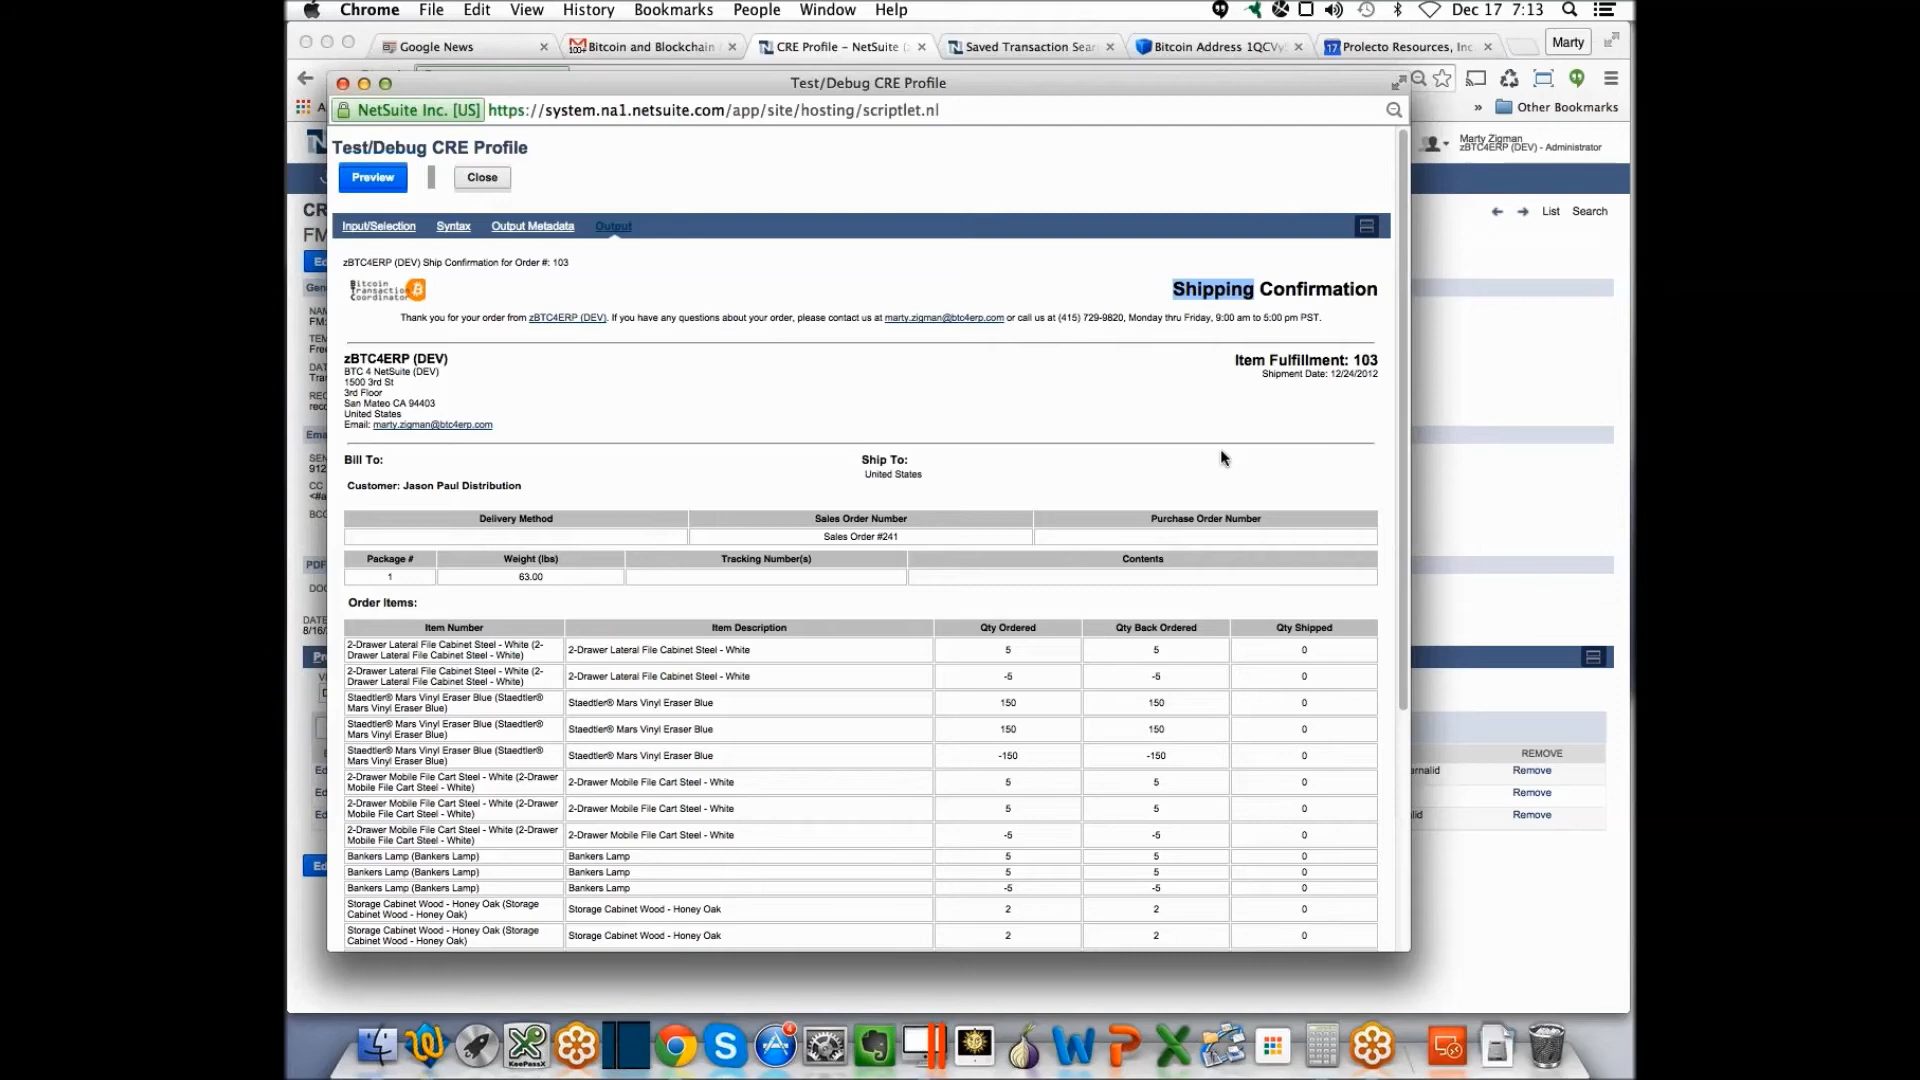 Chrome File Edit View History Bookmarks People Window Help Dec 17 7:13
Google News
Bitcoin and Blockchain
CRE Profile – NetSuite
Saved Transaction Sear
Bitcoin Address 1QCVy
Prolecto Resources, Inc.
Marty
Test/Debug CRE Profile
NetSuite Inc. [US] https://system.na1.netsuite.com/app/site/hosting/scriptlet.nl
» Other Bookmarks
Marty Zigman
zBTC4ERP (DEV) - Administrator
Test/Debug CRE Profile
Preview
Close
List Search
Input/Selection Syntax Output Metadata Output
zBTC4ERP (DEV) Ship Confirmation for Order #: 103
Bitcoin
Transaction
Coordinator
Shipping Confirmation
Thank you for your order from zBTC4ERP (DEV). If you have any questions about your order, please contact us at marty.zigman@btc4erp.com or call us at (415) 729-9820, Monday thru Friday, 9:00 am to 5:00 pm PST.
zBTC4ERP (DEV)
Item Fulfillment: 103
BTC 4 NetSuite (DEV)
Shipment Date: 12/24/2012
1500 3rd St
3rd Floor
San Mateo CA 94403
United States
Email: marty.zigman@btc4erp.com
Bill To:
Ship To:
United States
Customer: Jason Paul Distribution
Delivery Method Sales Order Number Purchase Order Number
Sales Order #241
Package # Weight (lbs) Tracking Number(s) Contents
1 63.00
Order Items:
Item Number Item Description Qty Ordered Qty Back Ordered Qty Shipped
2-Drawer Lateral File Cabinet Steel - White (2-
Drawer Lateral File Cabinet Steel - White)
2-Drawer Lateral File Cabinet Steel - White 5 5 0
2-Drawer Lateral File Cabinet Steel - White (2-
Drawer Lateral File Cabinet Steel - White)
2-Drawer Lateral File Cabinet Steel - White -5 -5 0
Staedtler® Mars Vinyl Eraser Blue (Staedtler®
Mars Vinyl Eraser Blue)
Staedtler® Mars Vinyl Eraser Blue 150 150 0
Staedtler® Mars Vinyl Eraser Blue (Staedtler®
Mars Vinyl Eraser Blue)
Staedtler® Mars Vinyl Eraser Blue 150 150 0
Staedtler® Mars Vinyl Eraser Blue (Staedtler®
Mars Vinyl Eraser Blue)
Staedtler® Mars Vinyl Eraser Blue -150 -150 0
2-Drawer Mobile File Cart Steel - White (2-Drawer
Mobile File Cart Steel - White)
2-Drawer Mobile File Cart Steel - White 5 5 0
2-Drawer Mobile File Cart Steel - White (2-Drawer
Mobile File Cart Steel - White)
2-Drawer Mobile File Cart Steel - White 5 5 0
2-Drawer Mobile File Cart Steel - White (2-Drawer
Mobile File Cart Steel - White)
2-Drawer Mobile File Cart Steel - White -5 -5 0
Bankers Lamp (Bankers Lamp) Bankers Lamp 5 5 0
Bankers Lamp (Bankers Lamp) Bankers Lamp 5 5 0
Bankers Lamp (Bankers Lamp) Bankers Lamp -5 -5 0
Storage Cabinet Wood - Honey Oak (Storage
Cabinet Wood - Honey Oak)
Storage Cabinet Wood - Honey Oak 2 2 0
Storage Cabinet Wood - Honey Oak (Storage
Cabinet Wood - Honey Oak)
Storage Cabinet Wood - Honey Oak 2 2 0
REMOVE
Remove
Remove
Remove
KeePassX